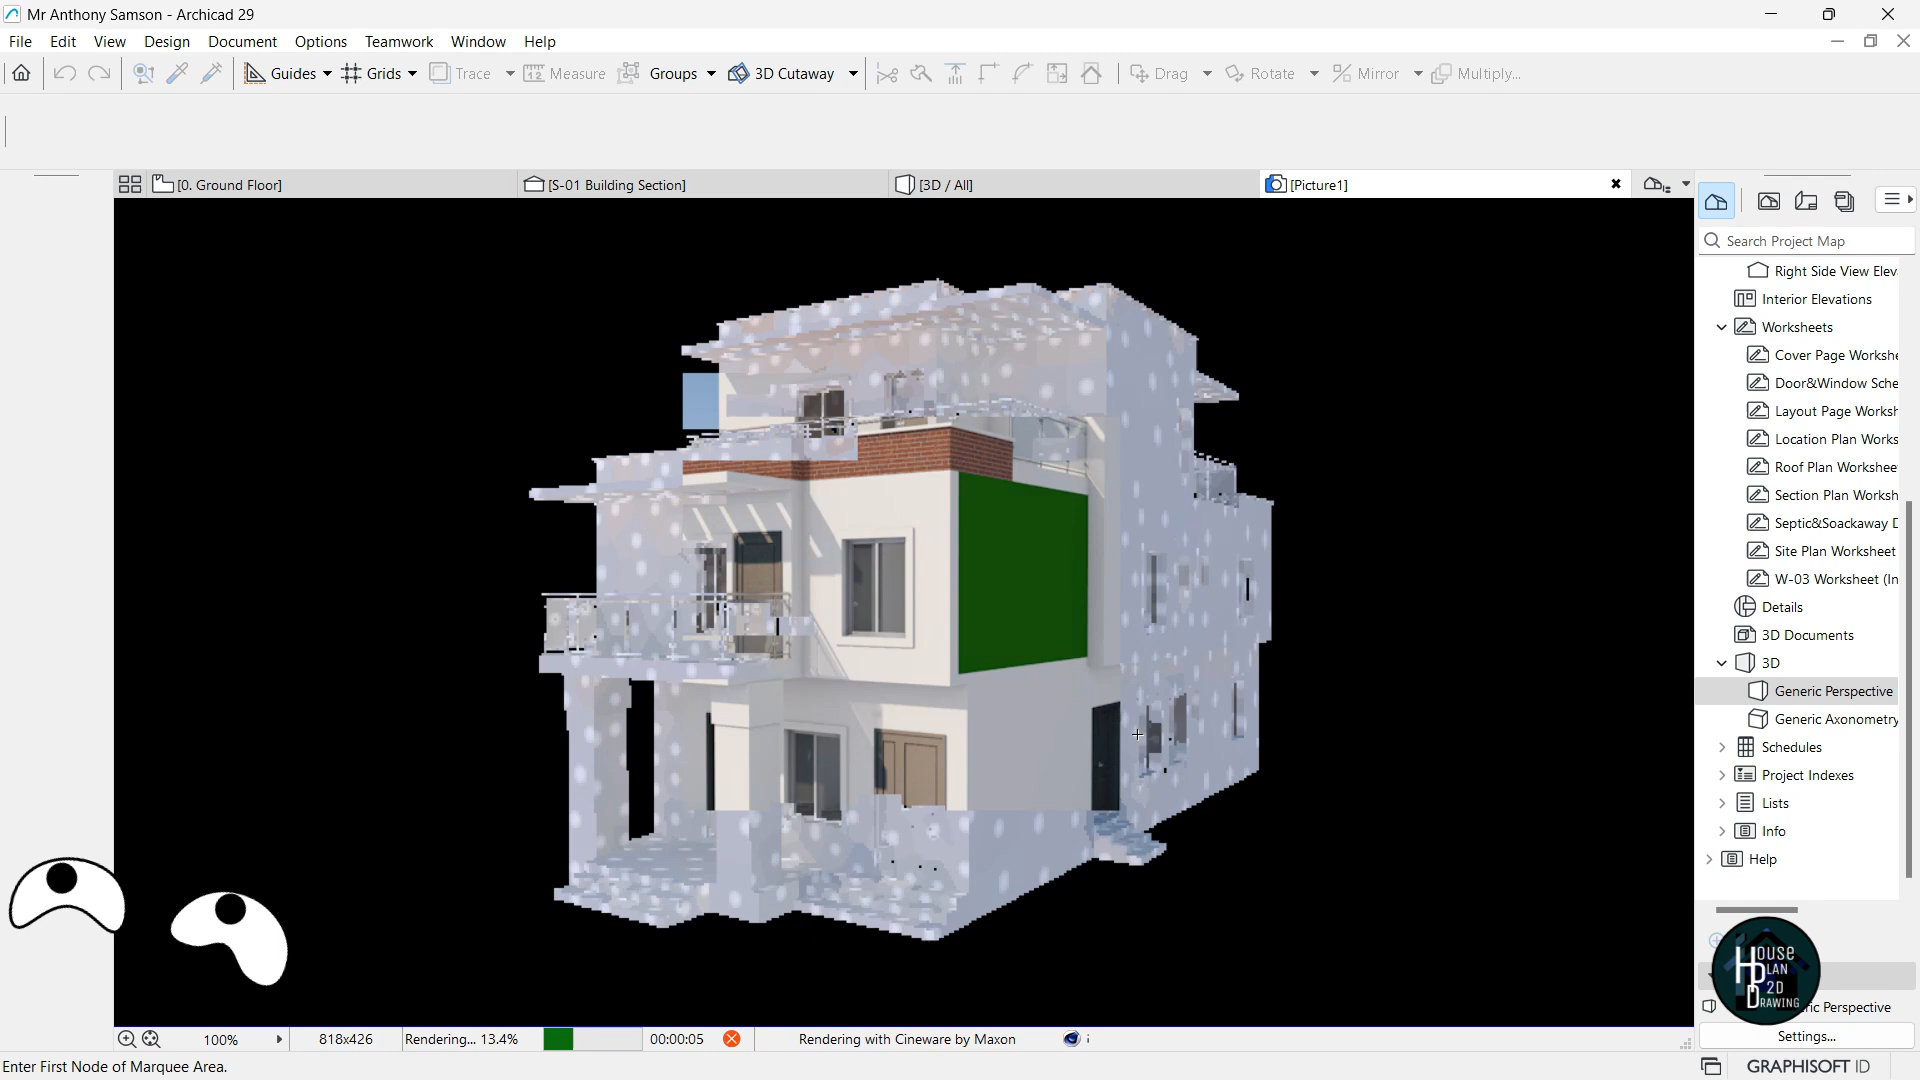 Mr Anthony Samson - Archicad 29
File Edit View Design Document Options Teamwork Window Help
Guides Grids Trace Measure Groups 3D Cutaway Drag Rotate Mirror Multiply...
[0. Ground Floor] [S-01 Building Section] [3D / All] [Picture1]
Search Project Map
Right Side View Elev
Interior Elevations
Worksheets
Cover Page Workshe
Door&Window Sche
Layout Page Worksh
Location Plan Works
Roof Plan Workshee
Section Plan Worksh
Septic&Soackaway D
Site Plan Worksheet
W-03 Worksheet (In
Details
3D Documents
3D
Generic Perspective
Generic Axonometry
Schedules
Project Indexes
Lists
Info
Help
HOUSE
PLAN
2D
DRAWING
ric Perspective
Settings...
100% 818x426 Rendering... 13.4% 00:00:05 Rendering with Cineware by Maxon i
Enter First Node of Marquee Area.
GRAPHISOFT ID